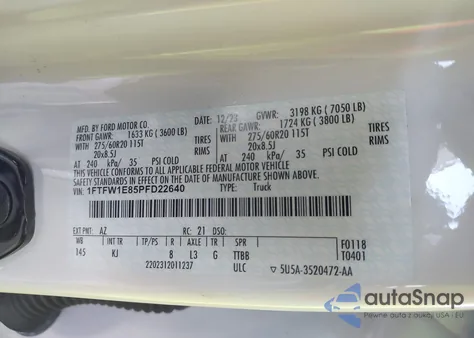 MFD. BY FORD MOTOR CO. DATE: 12/23 GVWR: 3198 KG (7050 LB)
FRONT GAWR: 1633 KG (3600 LB) REAR GAWR: 1724 KG (3800 LB)
WITH 275/60R20 115T TIRES WITH 275/60R20 115T TIRES
20x8.5J RIMS 20x8.5J RIMS
AT 240 kPa/ 35 PSI COLD AT 240 kPa/ 35 PSI COLD
THIS VEHICLE CONFORMS TO ALL APPLICABLE FEDERAL MOTOR VEHICLE
SAFETY STANDARDS IN EFFECT ON THE DATE OF MANUFACTURE SHOWN ABOVE.
VIN: 1FTFW1E85PFD22640 TYPE: Truck
EXT PNT: AZ RC: 21 DSO: F0118
WB INT TR TP/PS R AXLE TR SPR T0401
145 KJ 8 L3 G TTBB
2202312011237 ULC 5U5A-3520472-AA
autoSnap
Pewne auta z USA i EU